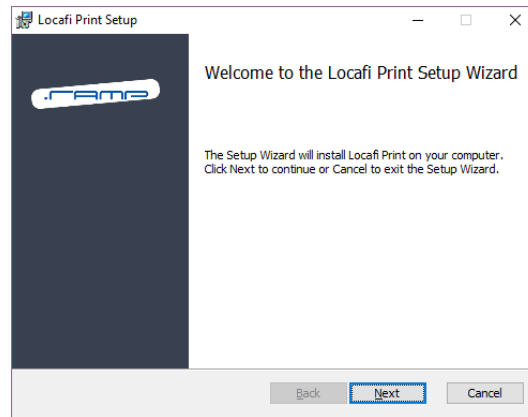 Locafi Print Setup
Welcome to the Locafi Print Setup Wizard
.ramp
The Setup Wizard will install Locafi Print on your computer.
Click Next to continue or Cancel to exit the Setup Wizard.
Back
Next
Cancel